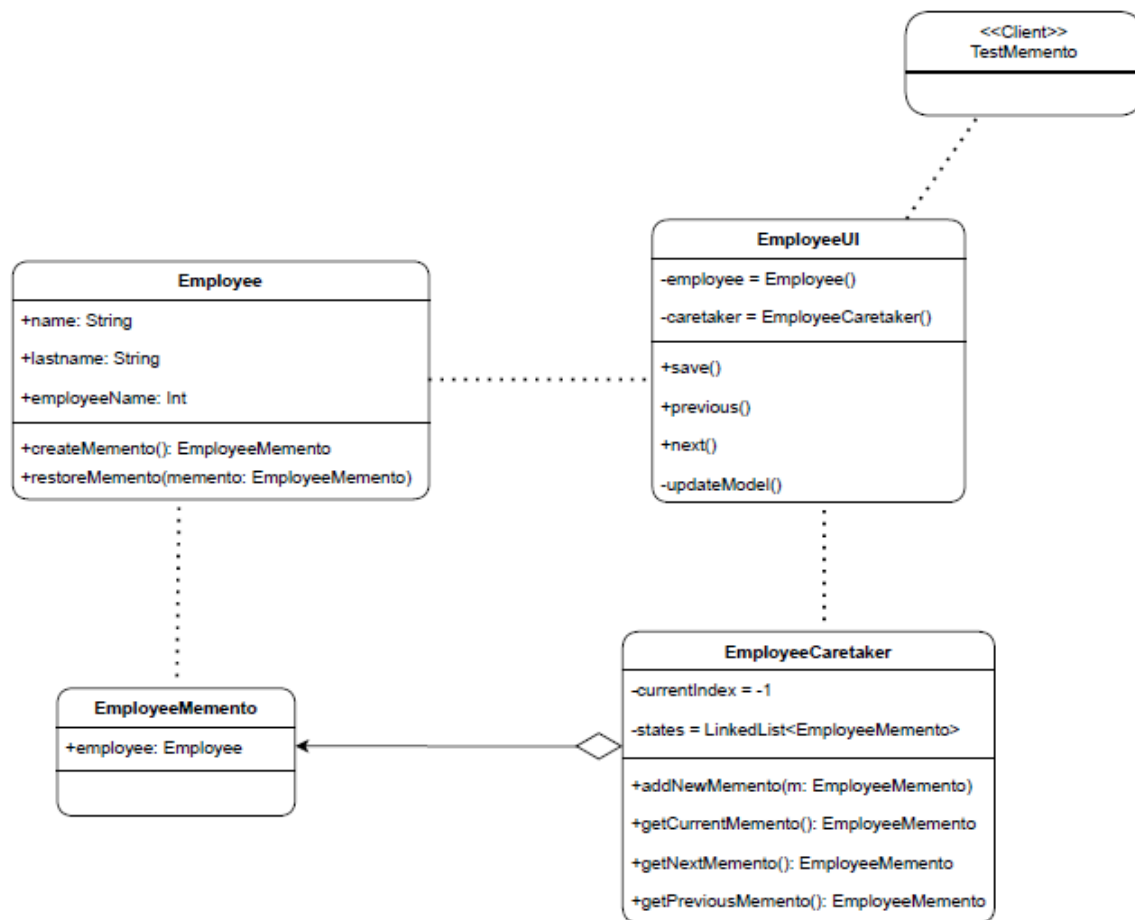 <<Client>>
TestMemento
EmployeeUI
-employee = Employee()
-caretaker = EmployeeCaretaker()
+save()
+previous()
+next()
-updateModel()
Employee
+name: String
+lastname: String
+employeeName: Int
+createMemento(): EmployeeMemento
+restoreMemento(memento: EmployeeMemento)
EmployeeMemento
+employee: Employee
EmployeeCaretaker
-currentIndex = -1
-states = LinkedList<EmployeeMemento>
+addNewMemento(m: EmployeeMemento)
+getCurrentMemento(): EmployeeMemento
+getNextMemento(): EmployeeMemento
+getPreviousMemento(): EmployeeMemento